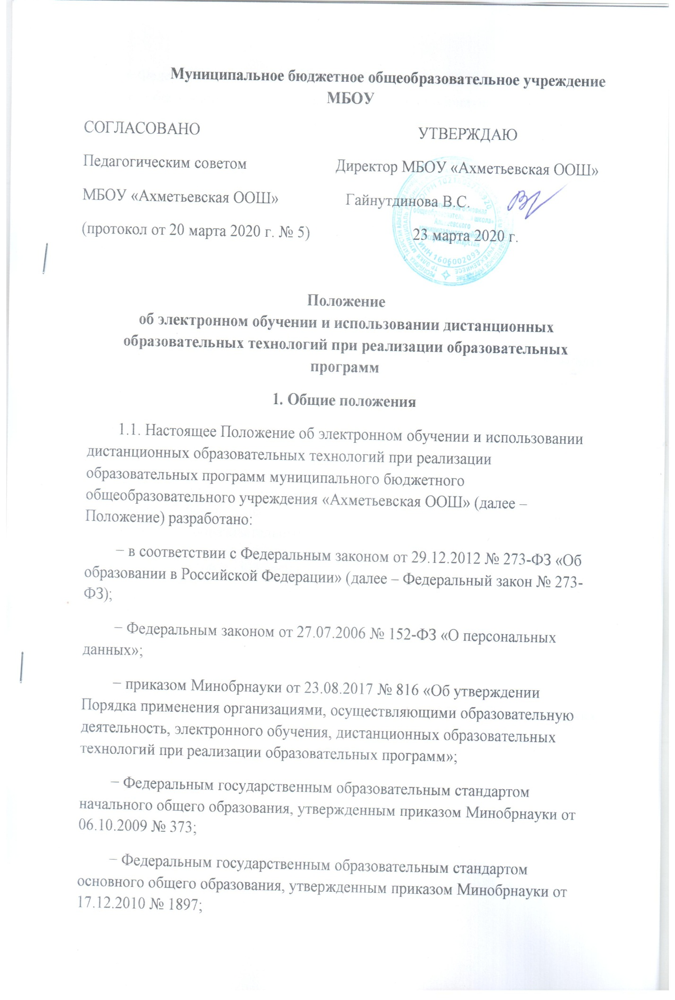 Муниципальное бюджетное общеобразовательное учреждение
МБОУ
СОГЛАСОВАНО УТВЕРЖДАЮ
Педагогическим советом Директор МБОУ «Ахметьевская ООШ»
МБОУ «Ахметьевская ООШ» Гайнутдинова В.С.
(протокол от 20 марта 2020 г. № 5) 23 марта 2020 г.
ИНН 1606002093
Положение
об электронном обучении и использовании дистанционных
образовательных технологий при реализации образовательных
программ
1. Общие положения
1.1. Настоящее Положение об электронном обучении и использовании
дистанционных образовательных технологий при реализации
образовательных программ муниципального бюджетного
общеобразовательного учреждения «Ахметьевская ООШ» (далее –
Положение) разработано:
− в соответствии с Федеральным законом от 29.12.2012 № 273-ФЗ «Об
образовании в Российской Федерации» (далее – Федеральный закон № 273-
ФЗ);
− Федеральным законом от 27.07.2006 № 152-ФЗ «О персональных
данных»;
− приказом Минобрнауки от 23.08.2017 № 816 «Об утверждении
Порядка применения организациями, осуществляющими образовательную
деятельность, электронного обучения, дистанционных образовательных
технологий при реализации образовательных программ»;
− Федеральным государственным образовательным стандартом
начального общего образования, утвержденным приказом Минобрнауки от
06.10.2009 № 373;
− Федеральным государственным образовательным стандартом
основного общего образования, утвержденным приказом Минобрнауки от
17.12.2010 № 1897;